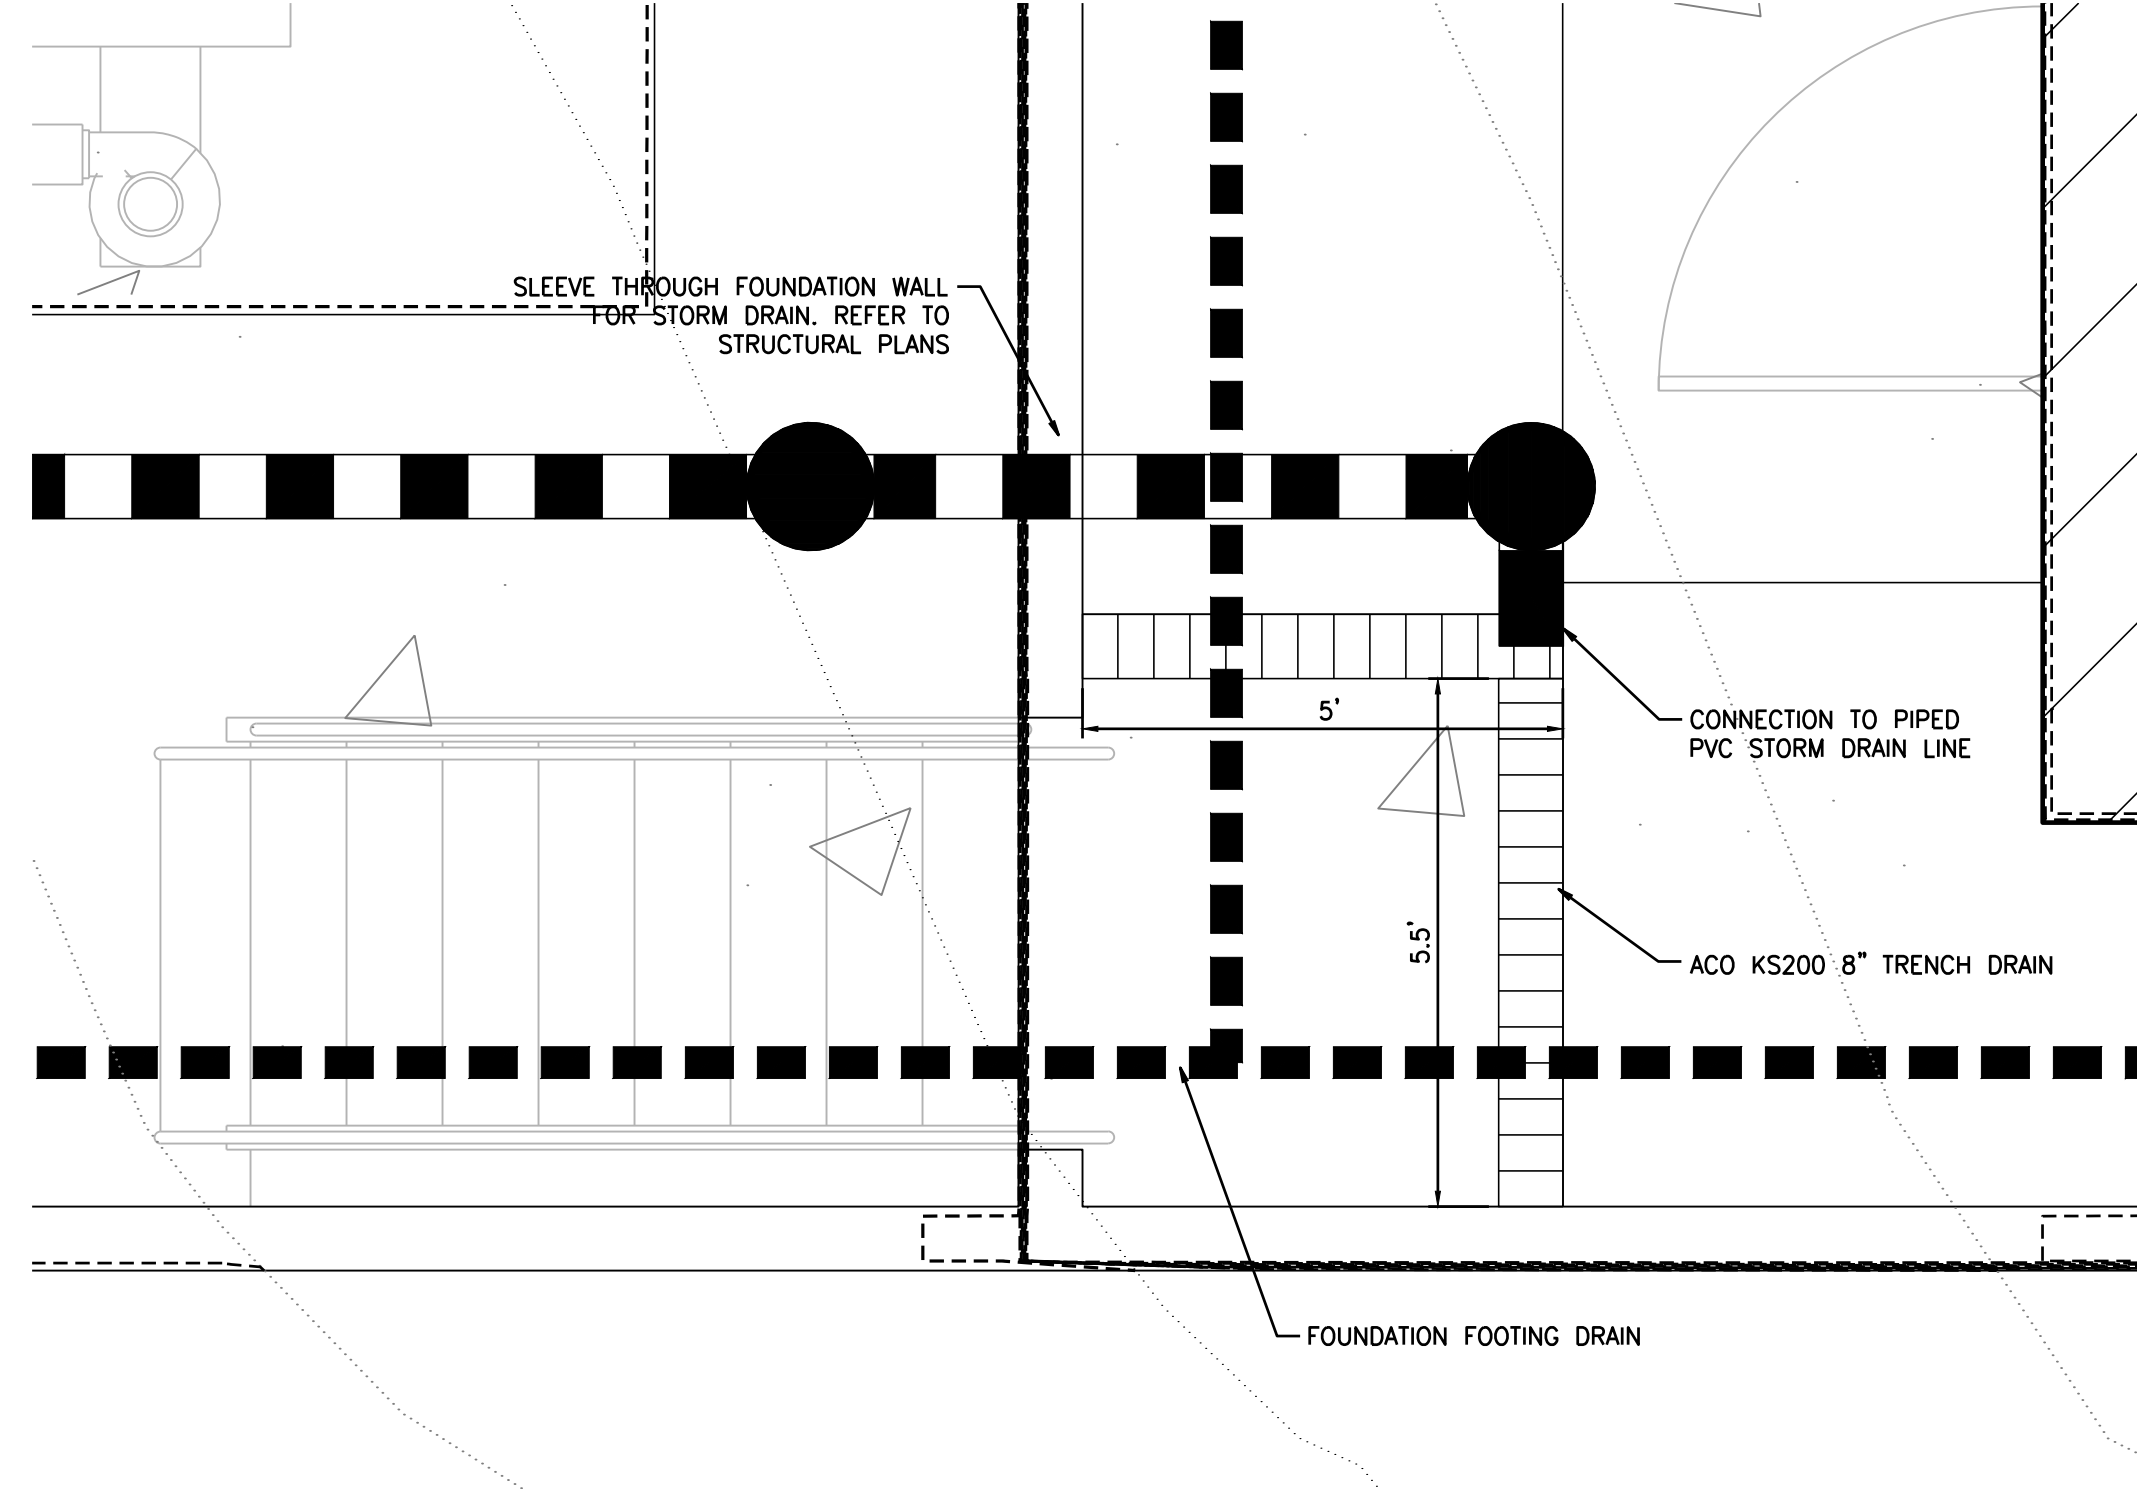 SLEEVE THROUGH FOUNDATION WALL
FOR STORM DRAIN. REFER TO
STRUCTURAL PLANS
5'
CONNECTION TO PIPED
PVC STORM DRAIN LINE
5.5'
ACO KS200 8" TRENCH DRAIN
FOUNDATION FOOTING DRAIN